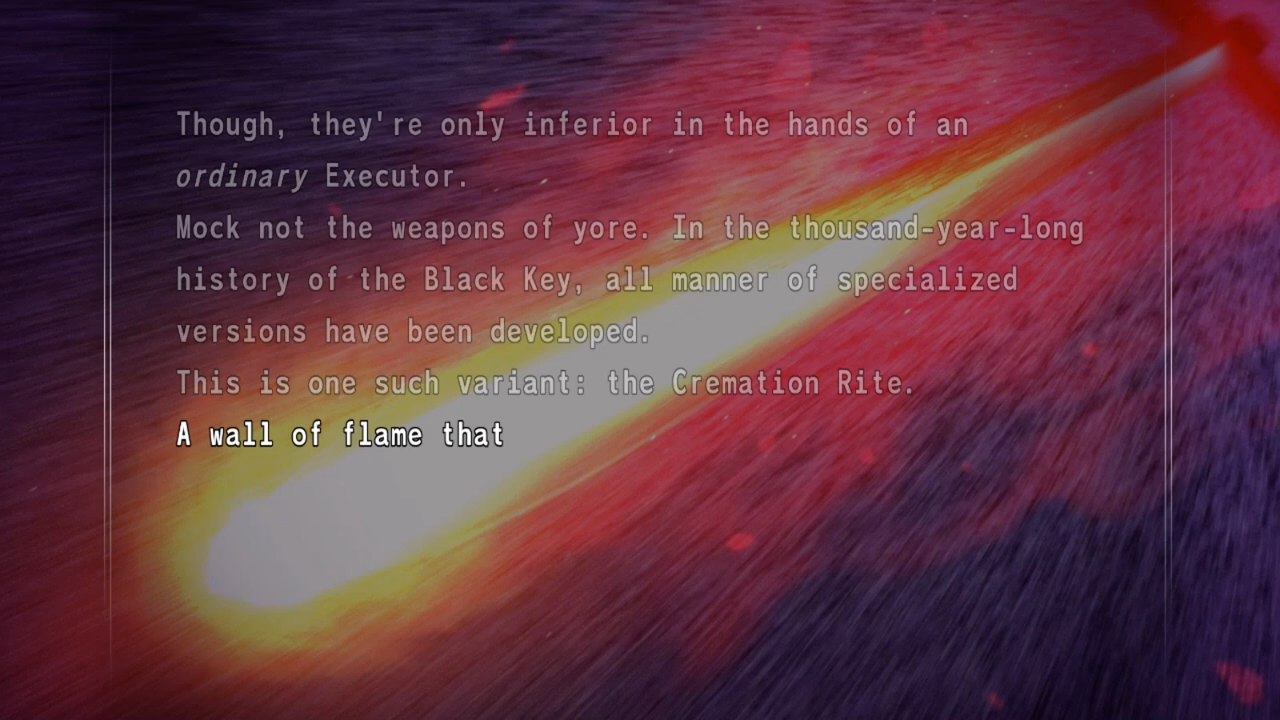 Though, they're only inferior in the hands of an
ordinary Executor.
Mock not the weapons of yore. In the thousand-year-long
history of the Black Key, all manner of specialized
versions have been developed.
This is one such variant: the Cremation Rite.
A wall of flame that